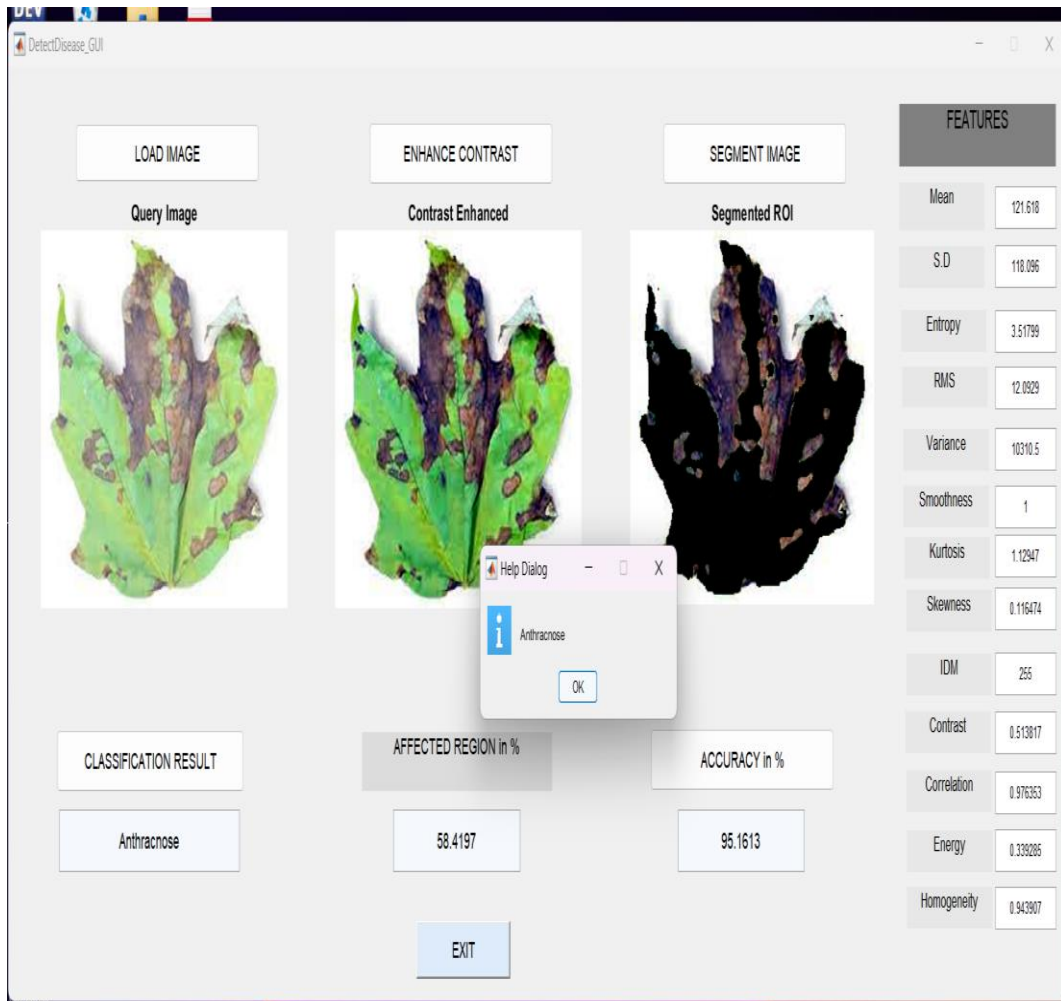 DEV
DetectDisease_GUI
LOAD IMAGE
ENHANCE CONTRAST
SEGMENT IMAGE
Query Image
Contrast Enhanced
Segmented ROI
Help Dialog
i
Anthracnose
OK
CLASSIFICATION RESULT
AFFECTED REGION in %
ACCURACY in %
Anthracnose
58.4197
95.1613
EXIT
FEATURES
Mean 121.618
S.D 118.096
Entropy 3.51799
RMS 12.0929
Variance 10310.5
Smoothness 1
Kurtosis 1.12947
Skewness 0.116474
IDM 255
Contrast 0.513817
Correlation 0.976353
Energy 0.339285
Homogeneity 0.943907